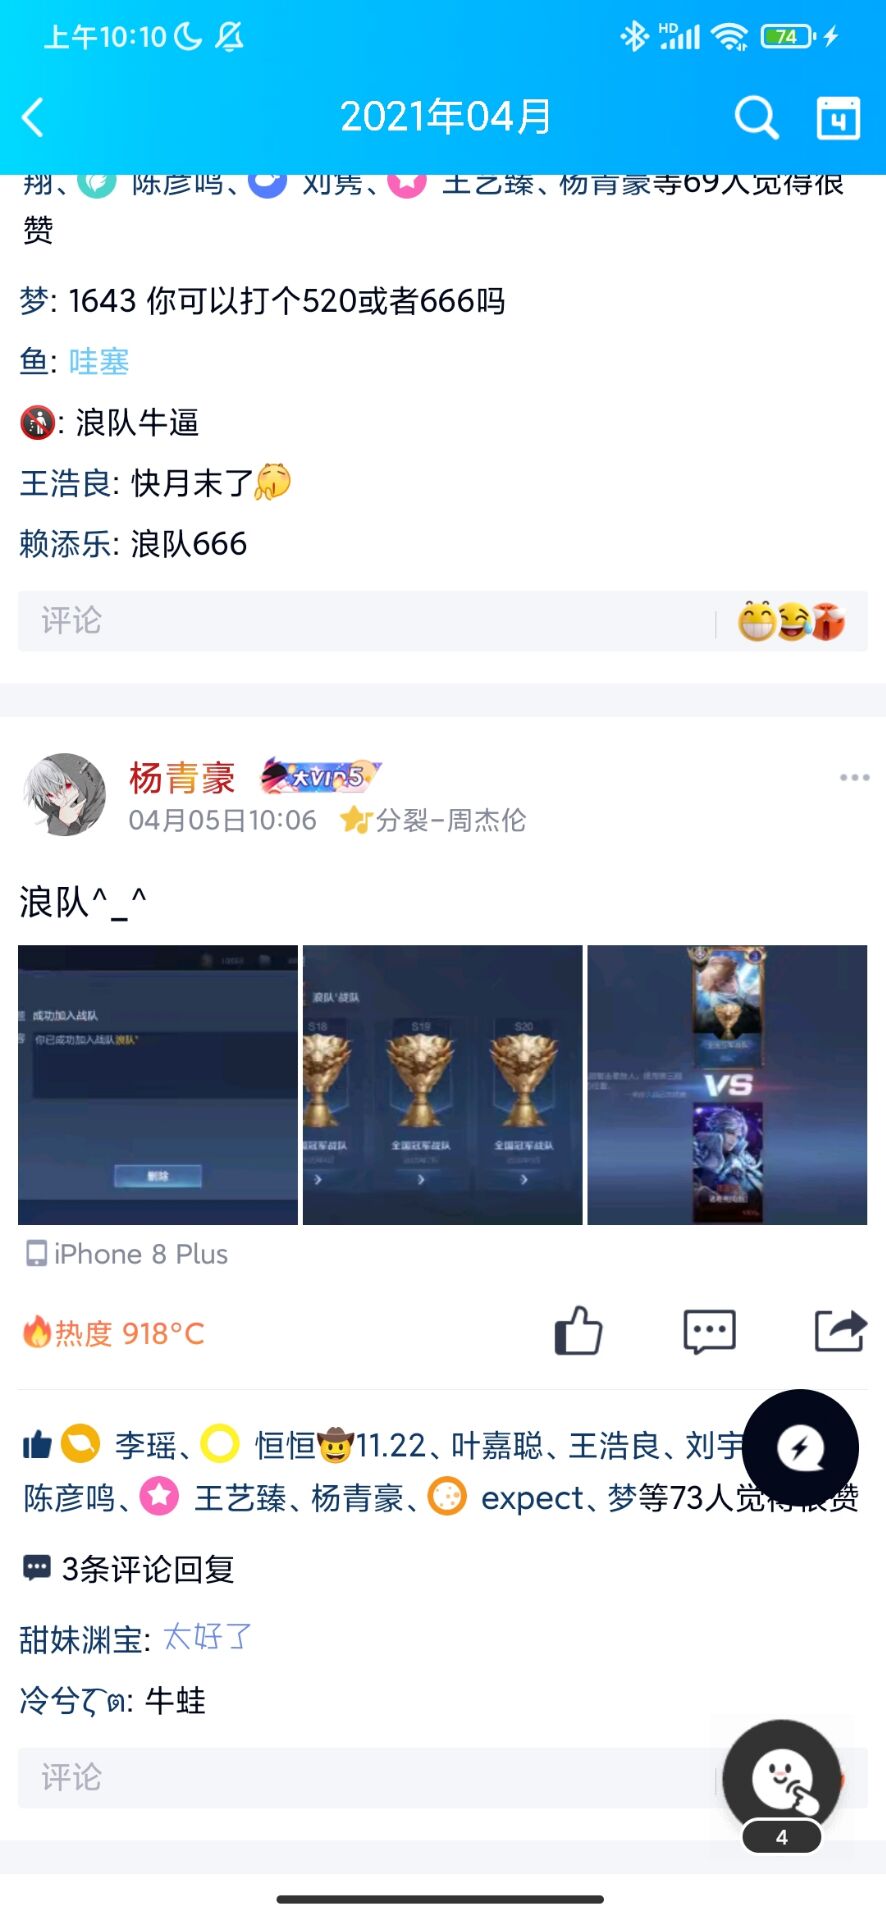 上午10:10
HD
74
2021年04月
4
翔、陈彦鸣、刘隽、王艺臻、杨青豪等69人觉得很
赞
梦: 1643 你可以打个520或者666吗
鱼: 哇塞
: 浪队牛逼
王浩良: 快月末了
赖添乐: 浪队666
评论
杨青豪 大VIP5
04月05日10:06 分裂-周杰伦
浪队^_^
成功加入战队
你已成功加入战队浪队'
删除
浪队'战队
S18 S19 S20
冠军战队 全国冠军战队 全国冠军战队
VS
iPhone 8 Plus
热度 918°C
李瑶、恒恒🤠11.22、叶嘉聪、王浩良、刘宇
陈彦鸣、王艺臻、杨青豪、expect、梦等73人觉得很赞
3条评论回复
甜妹渊宝: 太好了
冷兮: 牛蛙
评论
4